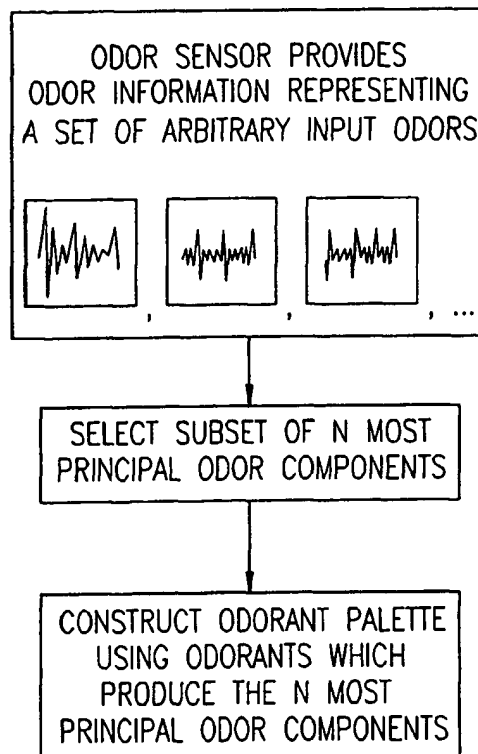 ODOR SENSOR PROVIDES
ODOR INFORMATION REPRESENTING
A SET OF ARBITRARY INPUT ODORS
, , , ...
SELECT SUBSET OF N MOST
PRINCIPAL ODOR COMPONENTS
CONSTRUCT ODORANT PALETTE
USING ODORANTS WHICH
PRODUCE THE N MOST
PRINCIPAL ODOR COMPONENTS